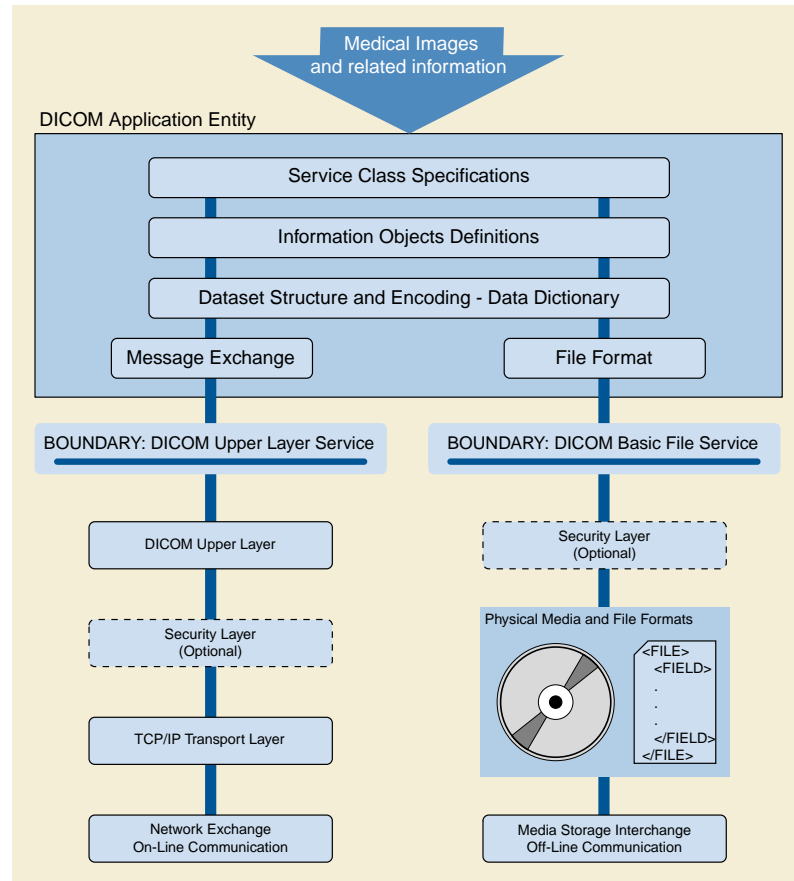 Medical Images
and related information
DICOM Application Entity
Service Class Specifications
Information Objects Definitions
Dataset Structure and Encoding - Data Dictionary
Message Exchange
File Format
BOUNDARY: DICOM Upper Layer Service
BOUNDARY: DICOM Basic File Service
DICOM Upper Layer
Security Layer
(Optional)
TCP/IP Transport Layer
Network Exchange
On-Line Communication
Security Layer
(Optional)
Physical Media and File Formats
<FILE>
<FIELD>
.
.
.
</FIELD>
</FILE>
Media Storage Interchange
Off-Line Communication